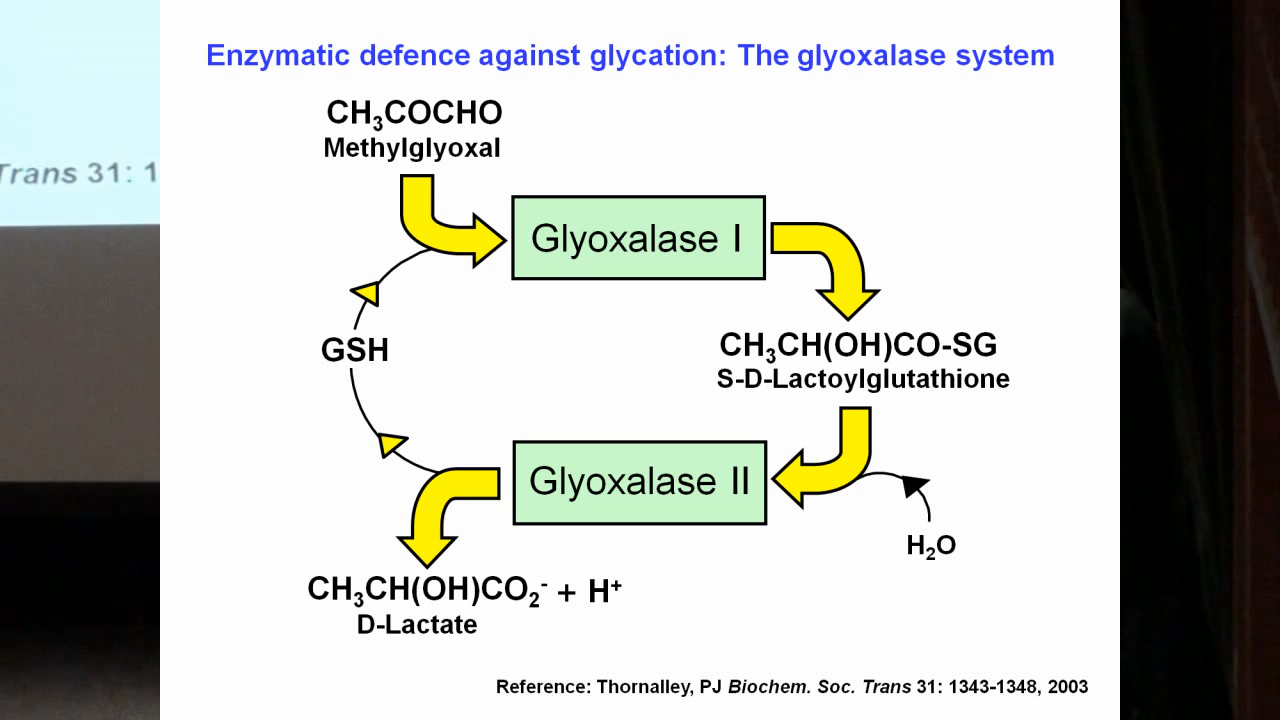 Enzymatic defence against glycation: The glyoxalase system
CH₃COCHO
Methylglyoxal
Trans 31: 1
Glyoxalase I
GSH
CH₃CH(OH)CO-SG
S-D-Lactoylglutathione
Glyoxalase II
H₂O
CH₃CH(OH)CO₂⁻ + H⁺
D-Lactate
Reference: Thornalley, PJ Biochem. Soc. Trans 31: 1343-1348, 2003